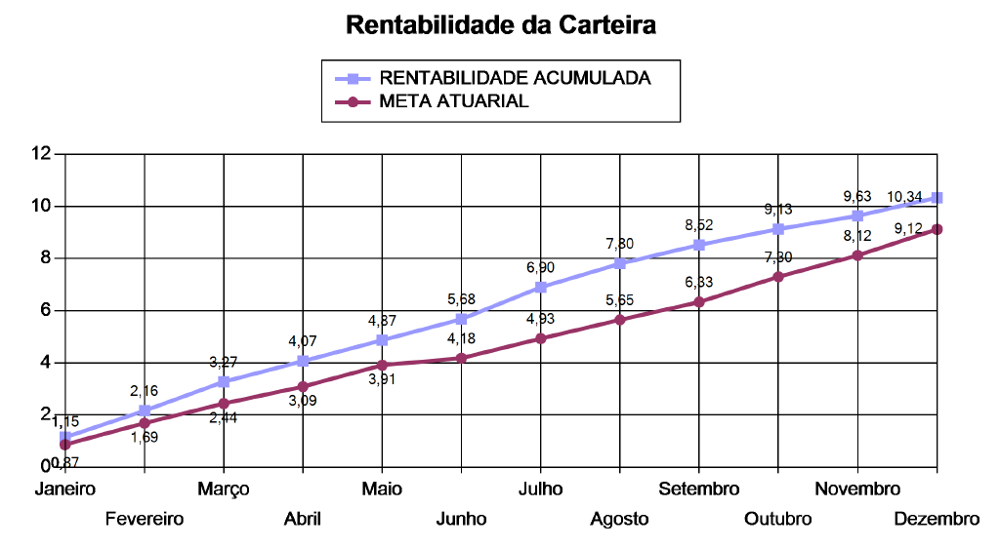 Rentabilidade da Carteira
RENTABILIDADE ACUMULADA
META ATUARIAL
12
10
8
6
4
2
0
1,15
2,16
3,27
4,07
4,87
5,68
6,90
7,80
8,52
9,13
9,63
10,34
0,87
1,69
2,44
3,09
3,91
4,18
4,93
5,65
6,33
7,30
8,12
9,12
Janeiro
Fevereiro
Março
Abril
Maio
Junho
Julho
Agosto
Setembro
Outubro
Novembro
Dezembro